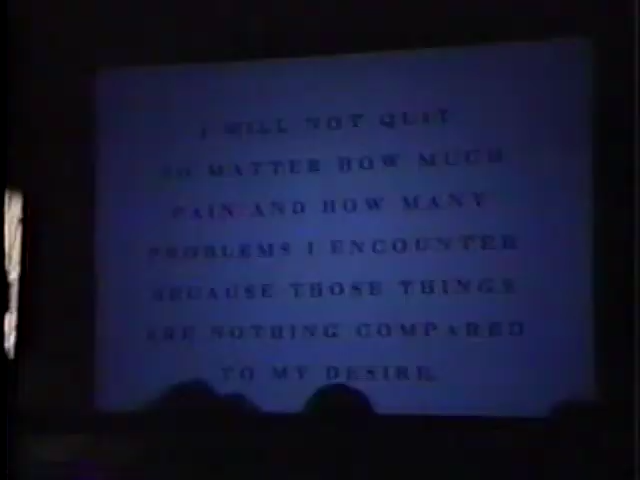 I WILL NOT QUIT
NO MATTER HOW MUCH
PAIN AND HOW MANY
PROBLEMS I ENCOUNTER
BECAUSE THOSE THINGS
ARE NOTHING COMPARED
TO MY DESIRE.